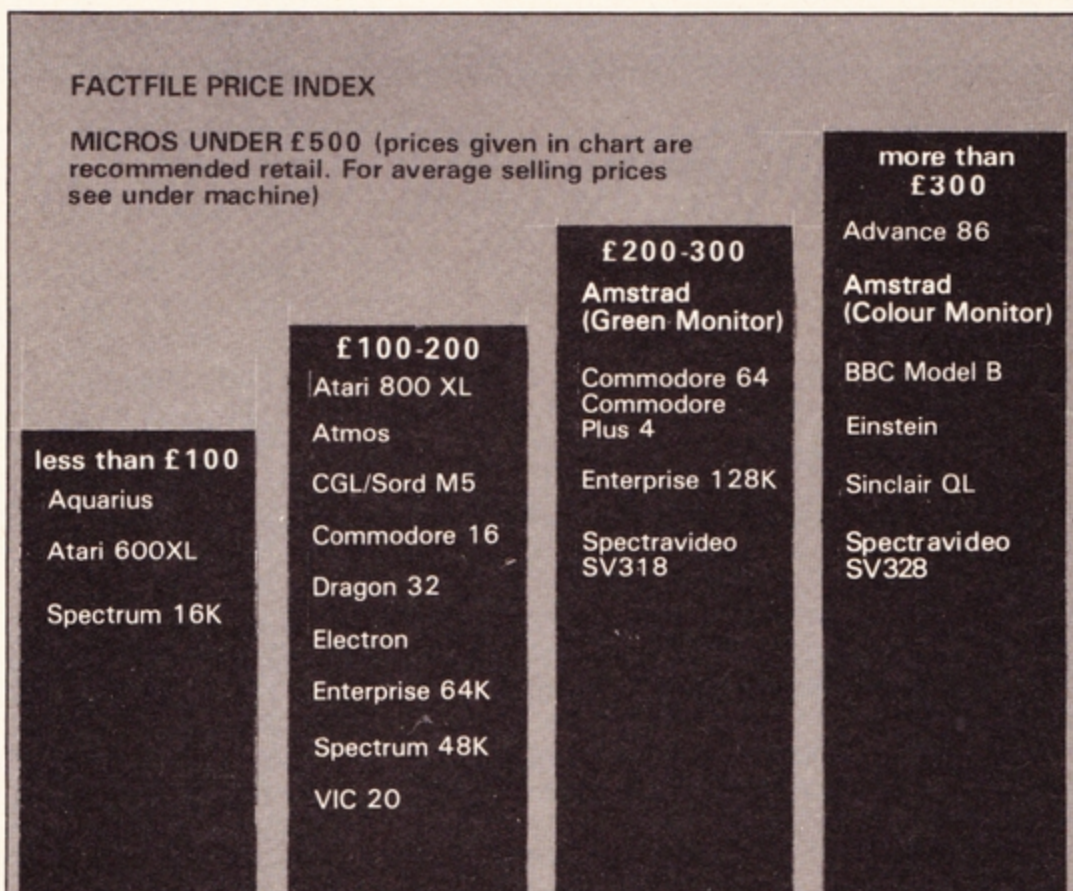 FACTFILE PRICE INDEX
MICROS UNDER £500 (prices given in chart are
recommended retail. For average selling prices
see under machine)
less than £100
Aquarius
Atari 600XL
Spectrum 16K
£100-200
Atari 800 XL
Atmos
CGL/Sord M5
Commodore 16
Dragon 32
Electron
Enterprise 64K
Spectrum 48K
VIC 20
£200-300
Amstrad
(Green Monitor)
Commodore 64
Commodore
Plus 4
Enterprise 128K
Spectravideo
SV318
more than
£300
Advance 86
Amstrad
(Colour Monitor)
BBC Model B
Einstein
Sinclair QL
Spectravideo
SV328